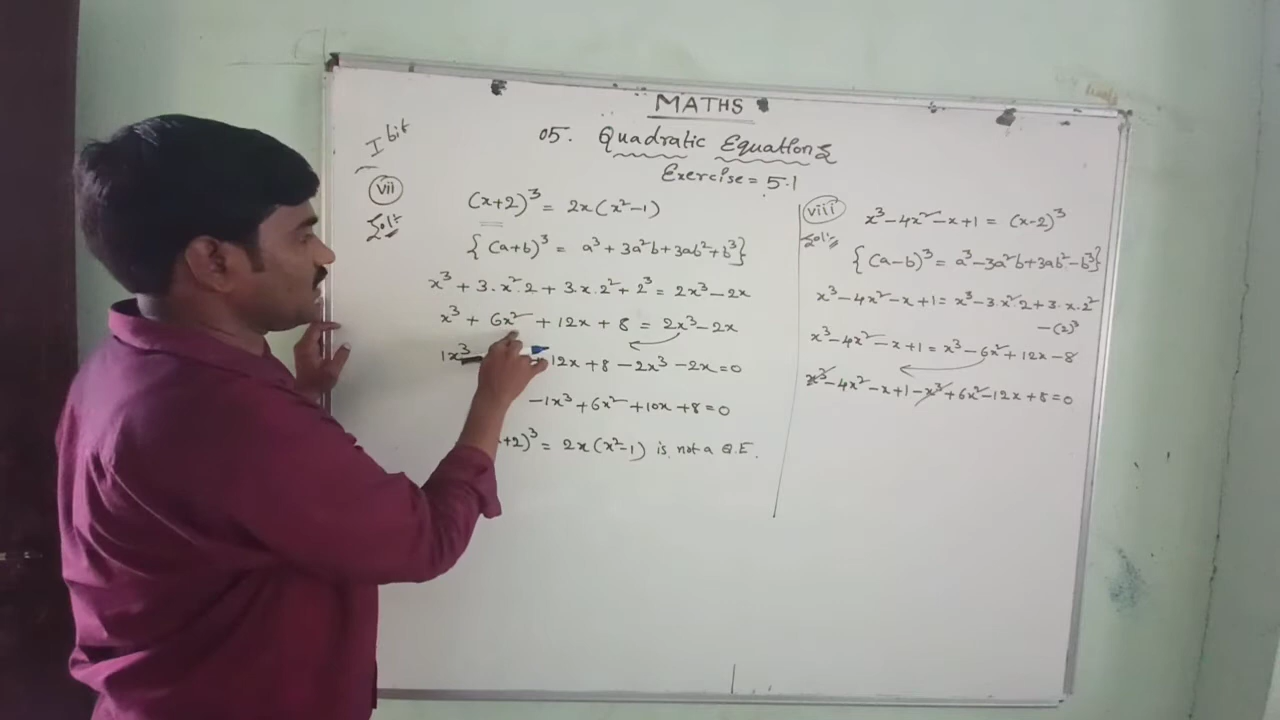 MATHS
05. Quadratic Equations
Exercise = 5.1
I bit
(vii)
Sol:
(x+2)³ = 2x(x²-1)
{(a+b)³ = a³ + 3a²b + 3ab² + b³}
x³ + 3.x².2 + 3.x.2² + 2³ = 2x³ - 2x
x³ + 6x² + 12x + 8 = 2x³ - 2x
1x³ 12x + 8 - 2x³ - 2x = 0
-1x³ + 6x² + 10x + 8 = 0
+2)³ = 2x(x²-1) is not a Q.E.
(viii) x³ - 4x² - x + 1 = (x-2)³
Sol:
{(a-b)³ = a³ - 3a²b + 3ab² - b³}
x³ - 4x² - x + 1 = x³ - 3.x².2 + 3.x.2²
-(2)³
x³ - 4x² - x + 1 = x³ - 6x² + 12x - 8
x³ - 4x² - x + 1 - x³ + 6x² - 12x + 8 = 0